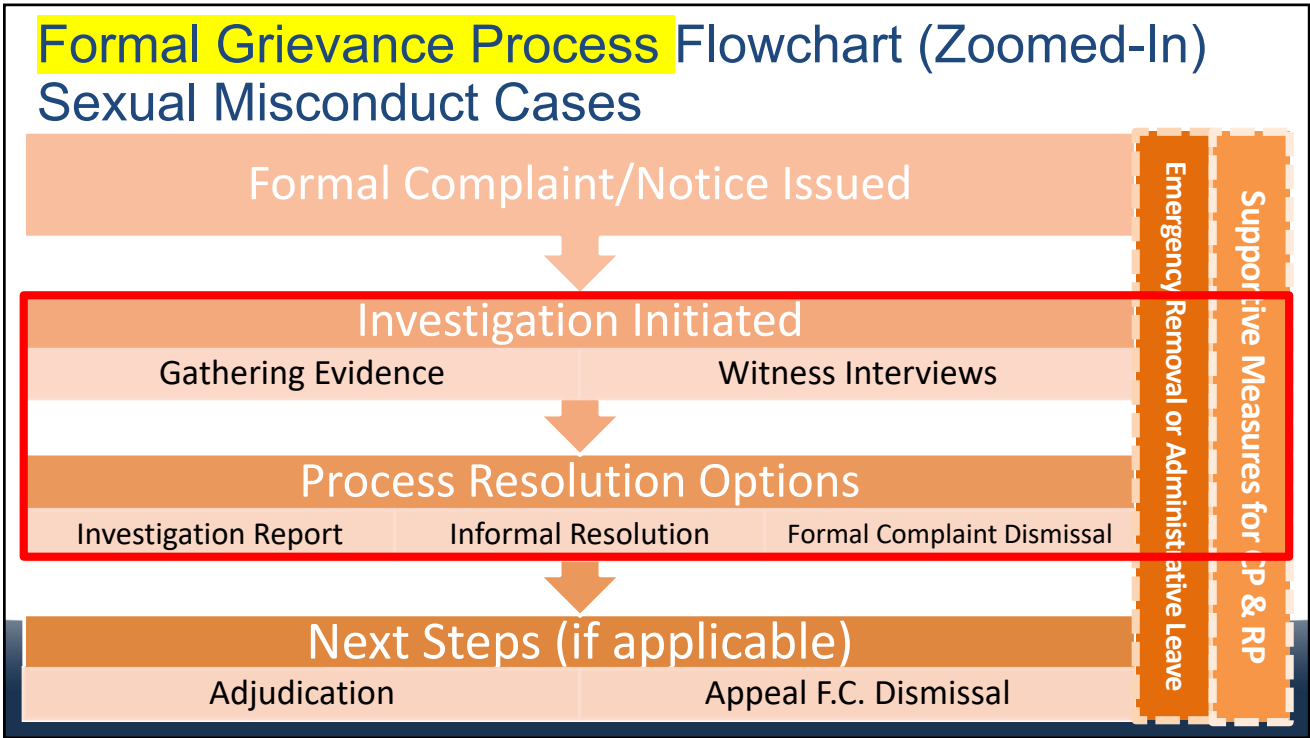 Formal Grievance Process Flowchart (Zoomed-In)
Sexual Misconduct Cases
Formal Complaint/Notice Issued
Investigation Initiated
Gathering Evidence
Witness Interviews
Process Resolution Options
Investigation Report
Informal Resolution
Formal Complaint Dismissal
Next Steps (if applicable)
Adjudication
Appeal F.C. Dismissal
Emergency Removal or Administrative Leave
Supportive Measures for CP & RP